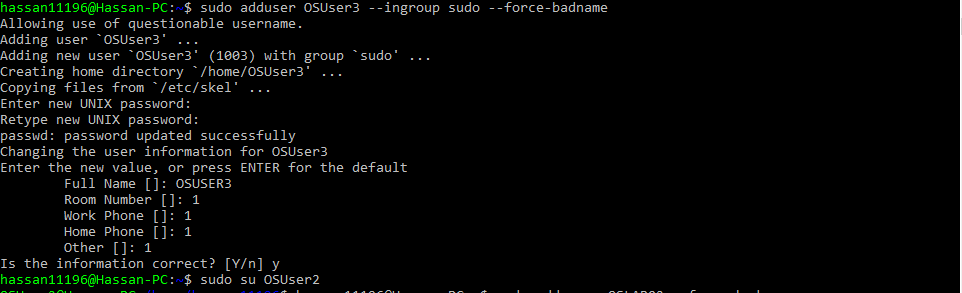 hassan11196@Hassan-PC:~$ sudo adduser OSUser3 --ingroup sudo --force-badname
Allowing use of questionable username.
Adding user `OSUser3' ...
Adding new user `OSUser3' (1003) with group `sudo' ...
Creating home directory `/home/OSUser3' ...
Copying files from `/etc/skel' ...
Enter new UNIX password:
Retype new UNIX password:
passwd: password updated successfully
Changing the user information for OSUser3
Enter the new value, or press ENTER for the default
Full Name []: OSUSER3
Room Number []: 1
Work Phone []: 1
Home Phone []: 1
Other []: 1
Is the information correct? [Y/n] y
hassan11196@Hassan-PC:~$ sudo su OSUser2